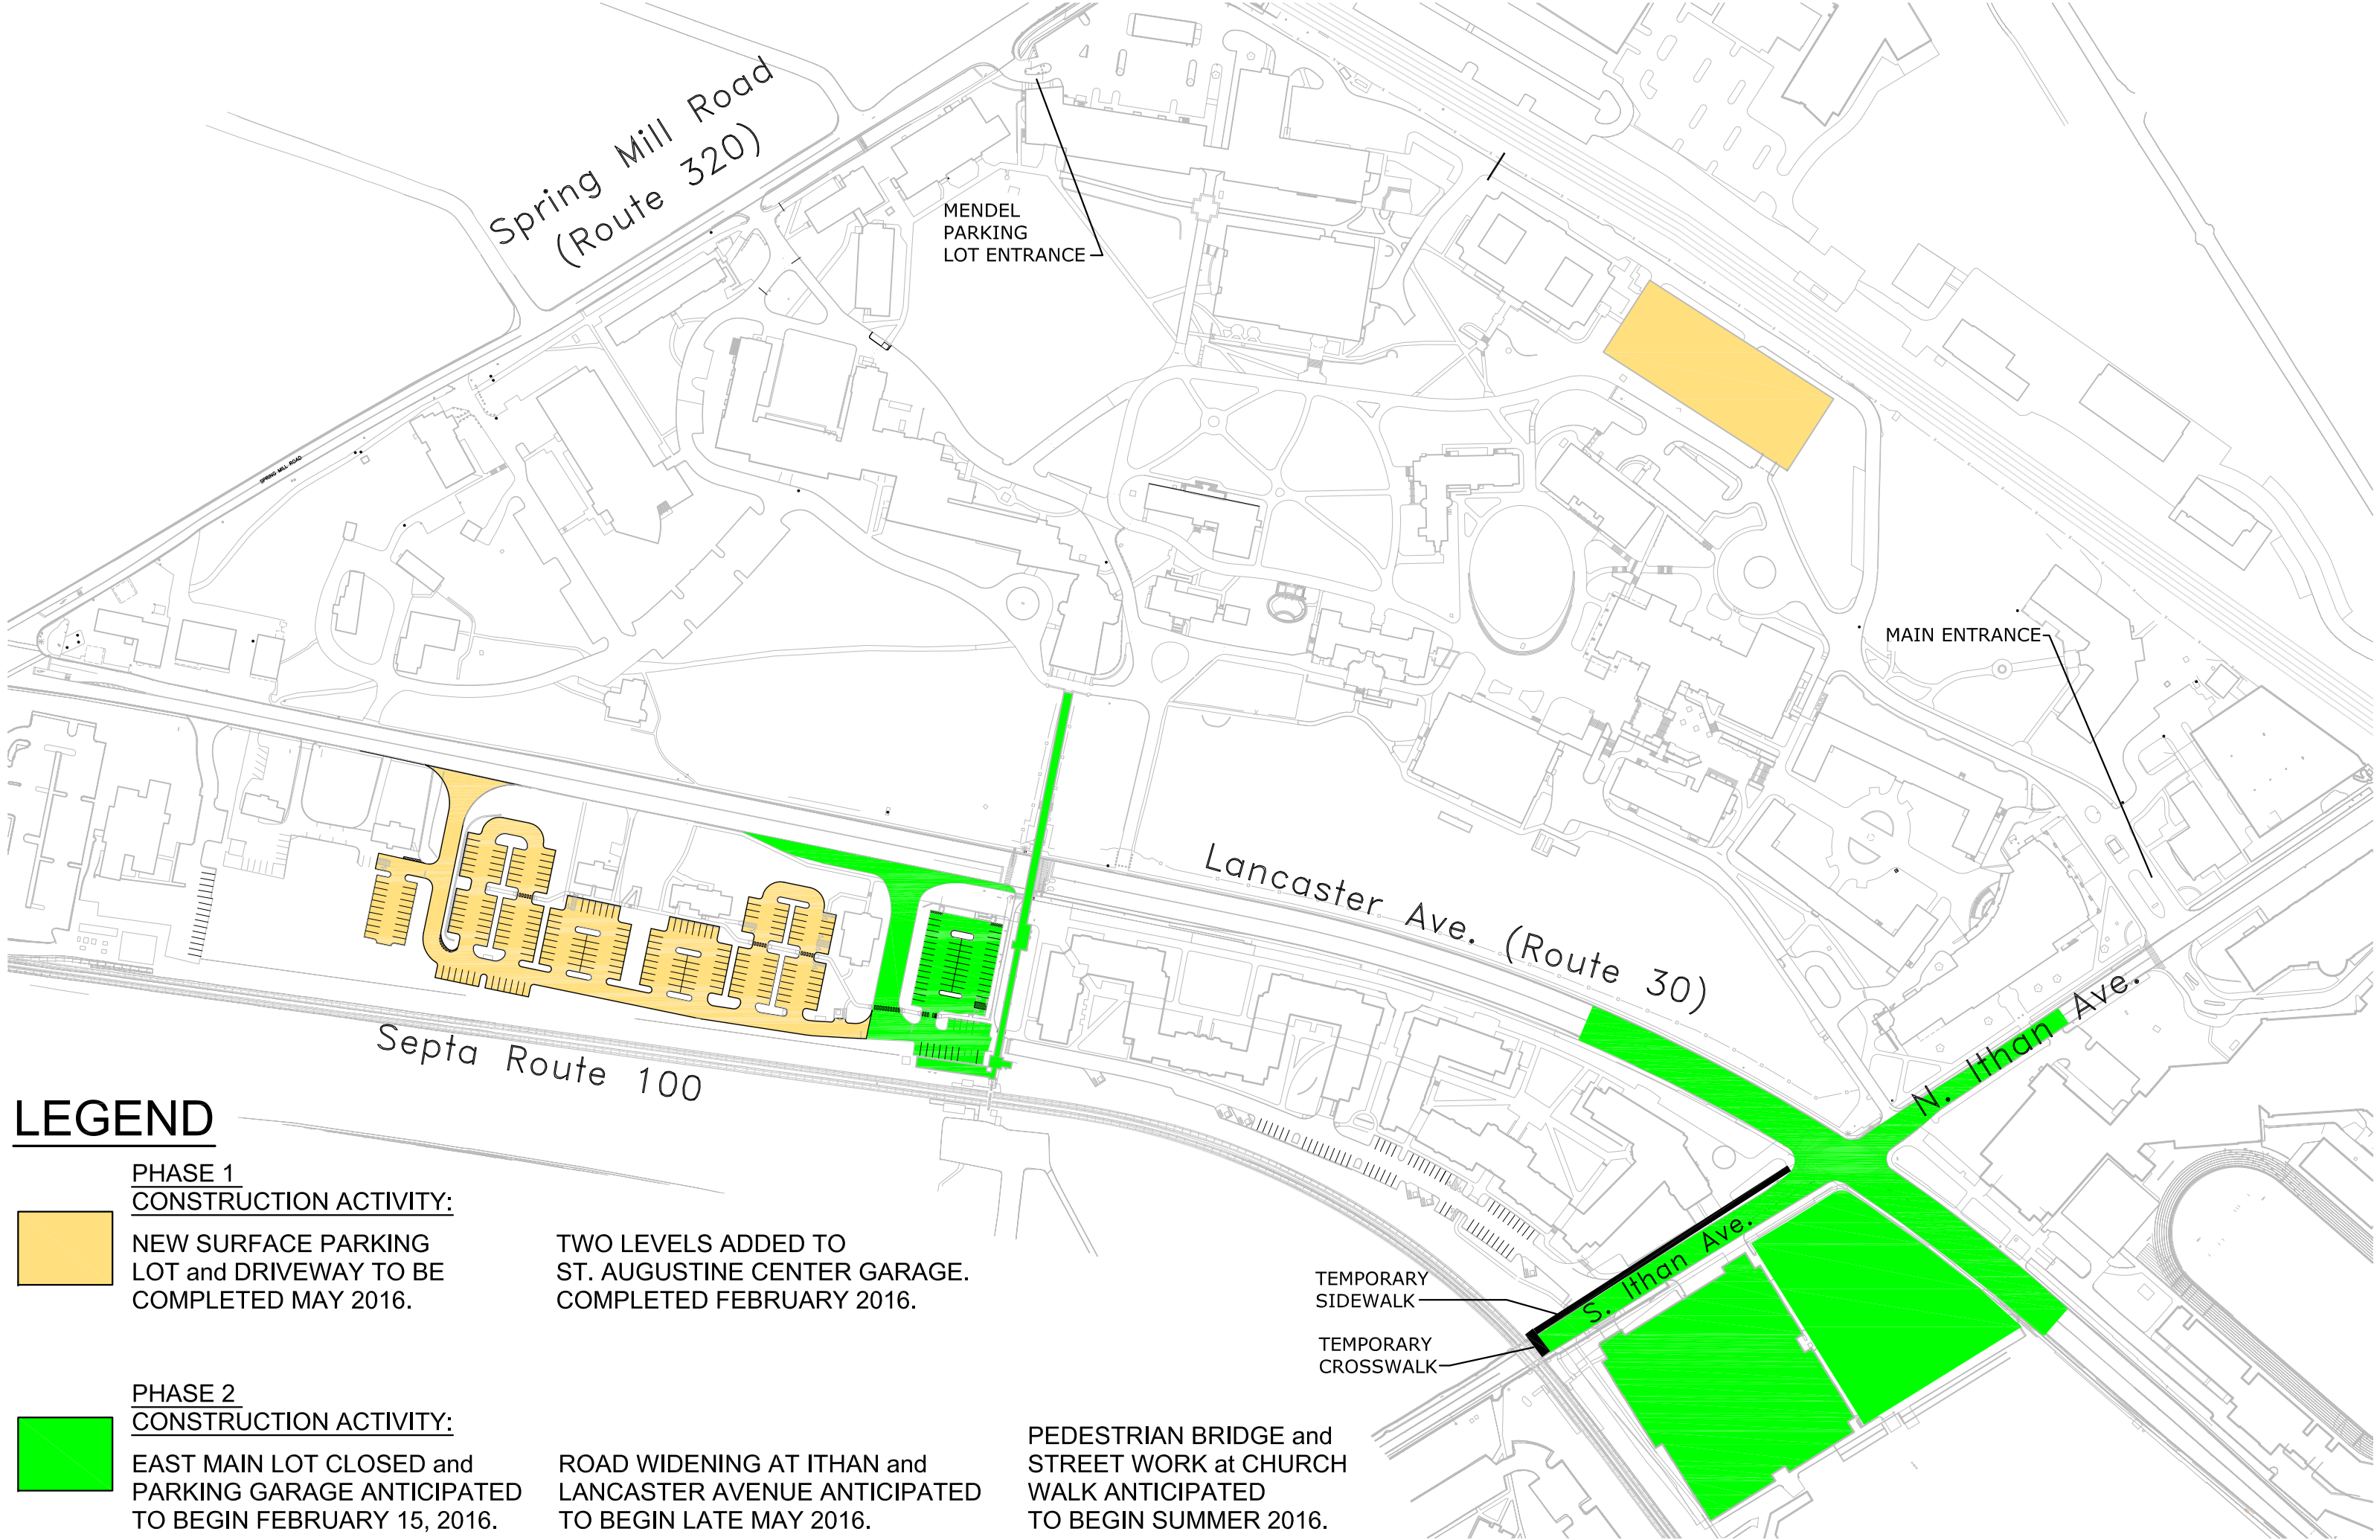 Spring Mill Road
(Route 320)
MENDEL
PARKING
LOT ENTRANCE
SPRING MILL ROAD
MAIN ENTRANCE
Lancaster Ave. (Route 30)
N. Ithan Ave.
Septa Route 100
S. Ithan Ave.
TEMPORARY
SIDEWALK
TEMPORARY
CROSSWALK
LEGEND
PHASE 1
CONSTRUCTION ACTIVITY:
NEW SURFACE PARKING
LOT and DRIVEWAY TO BE
COMPLETED MAY 2016.
TWO LEVELS ADDED TO
ST. AUGUSTINE CENTER GARAGE.
COMPLETED FEBRUARY 2016.
PHASE 2
CONSTRUCTION ACTIVITY:
EAST MAIN LOT CLOSED and
PARKING GARAGE ANTICIPATED
TO BEGIN FEBRUARY 15, 2016.
ROAD WIDENING AT ITHAN and
LANCASTER AVENUE ANTICIPATED
TO BEGIN LATE MAY 2016.
PEDESTRIAN BRIDGE and
STREET WORK at CHURCH
WALK ANTICIPATED
TO BEGIN SUMMER 2016.